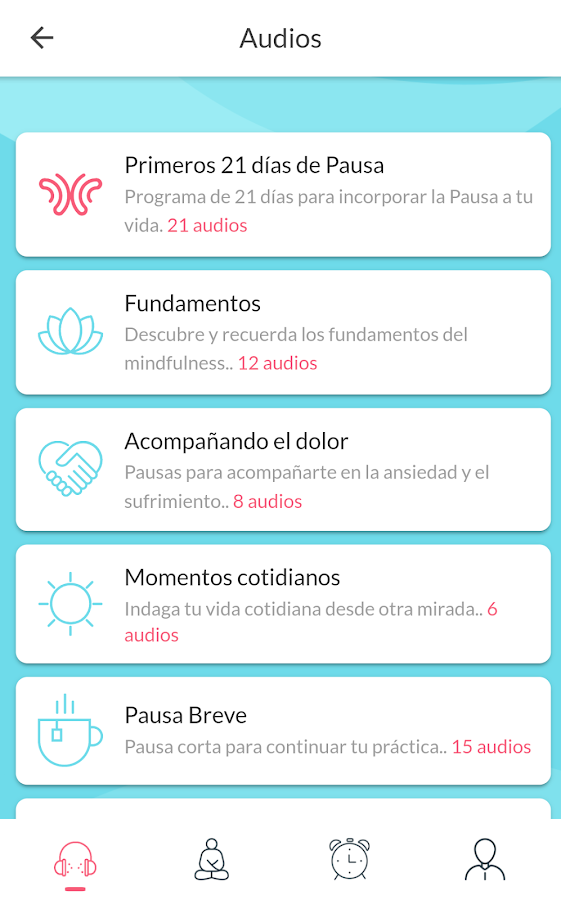 Audios
Primeros 21 días de Pausa
Programa de 21 días para incorporar la Pausa a tu
vida. 21 audios
Fundamentos
Descubre y recuerda los fundamentos del
mindfulness.. 12 audios
Acompañando el dolor
Pausas para acompañarte en la ansiedad y el
sufrimiento.. 8 audios
Momentos cotidianos
Indaga tu vida cotidiana desde otra mirada.. 6
audios
Pausa Breve
Pausa corta para continuar tu práctica.. 15 audios